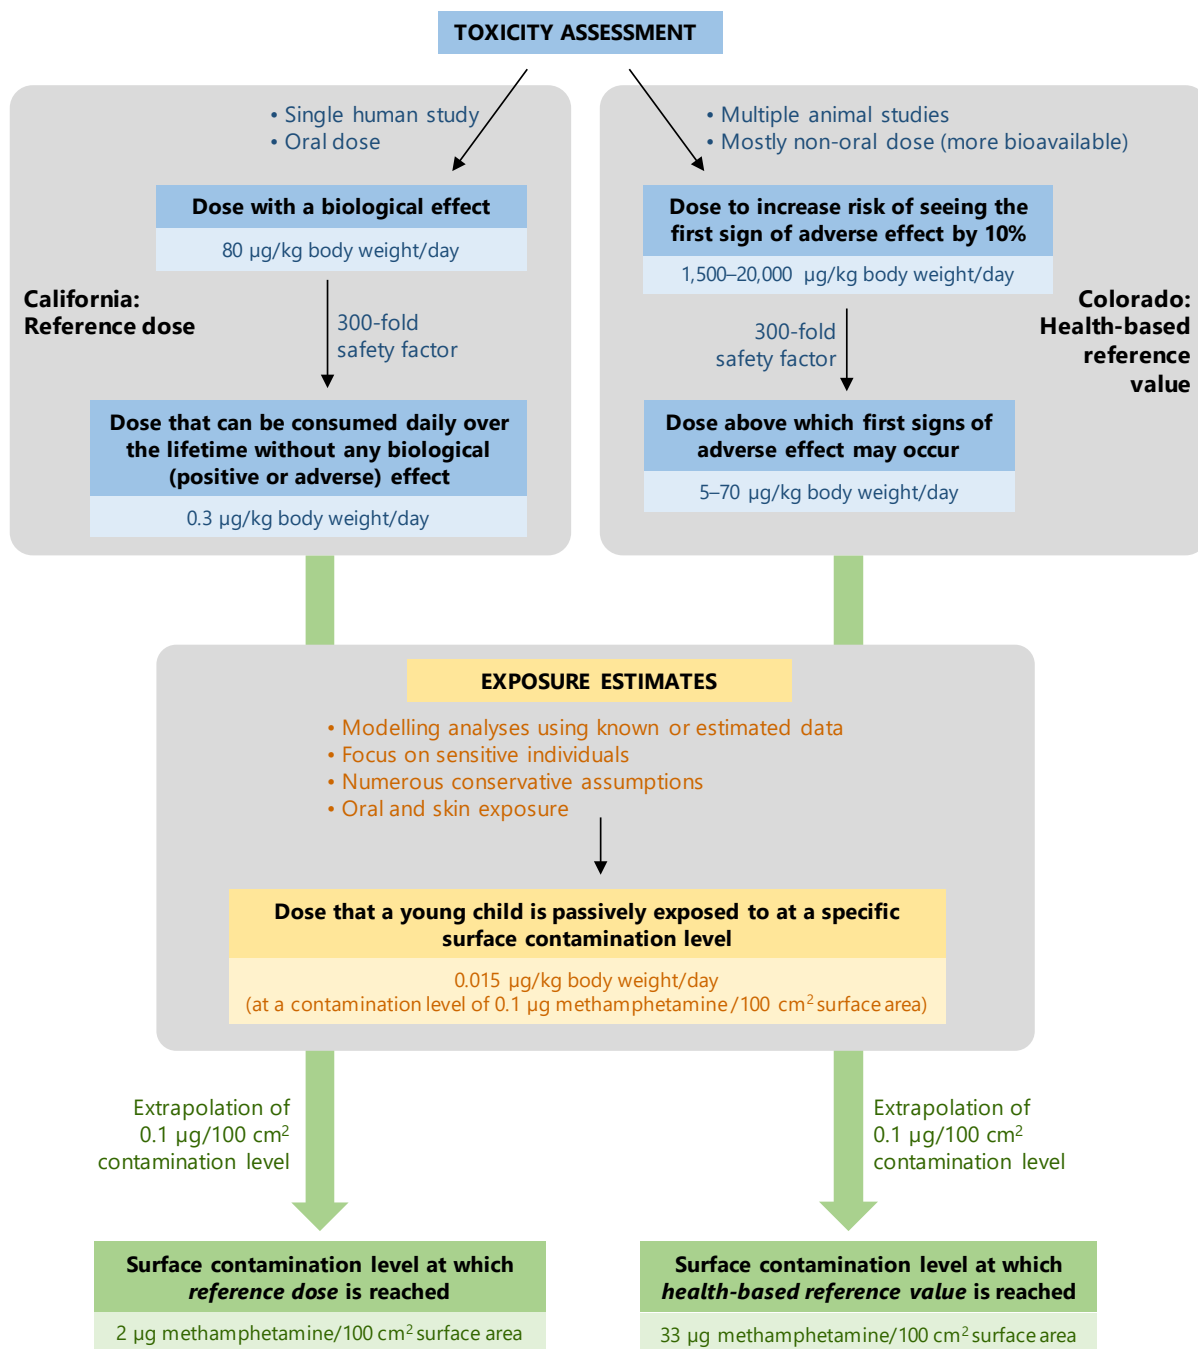 TOXICITY ASSESSMENT
• Single human study
• Oral dose
Dose with a biological effect
80 µg/kg body weight/day
California:
Reference dose
300-fold
safety factor
Dose that can be consumed daily over
the lifetime without any biological
(positive or adverse) effect
0.3 µg/kg body weight/day
• Multiple animal studies
• Mostly non-oral dose (more bioavailable)
Dose to increase risk of seeing the
first sign of adverse effect by 10%
1,500–20,000 µg/kg body weight/day
Colorado:
Health-based
reference
value
300-fold
safety factor
Dose above which first signs of
adverse effect may occur
5–70 µg/kg body weight/day
EXPOSURE ESTIMATES
• Modelling analyses using known or estimated data
• Focus on sensitive individuals
• Numerous conservative assumptions
• Oral and skin exposure
Dose that a young child is passively exposed to at a specific
surface contamination level
0.015 µg/kg body weight/day
(at a contamination level of 0.1 µg methamphetamine/100 cm² surface area)
Extrapolation of
0.1 µg/100 cm²
contamination level
Extrapolation of
0.1 µg/100 cm²
contamination level
Surface contamination level at which
reference dose is reached
2 µg methamphetamine/100 cm² surface area
Surface contamination level at which
health-based reference value is reached
33 µg methamphetamine/100 cm² surface area